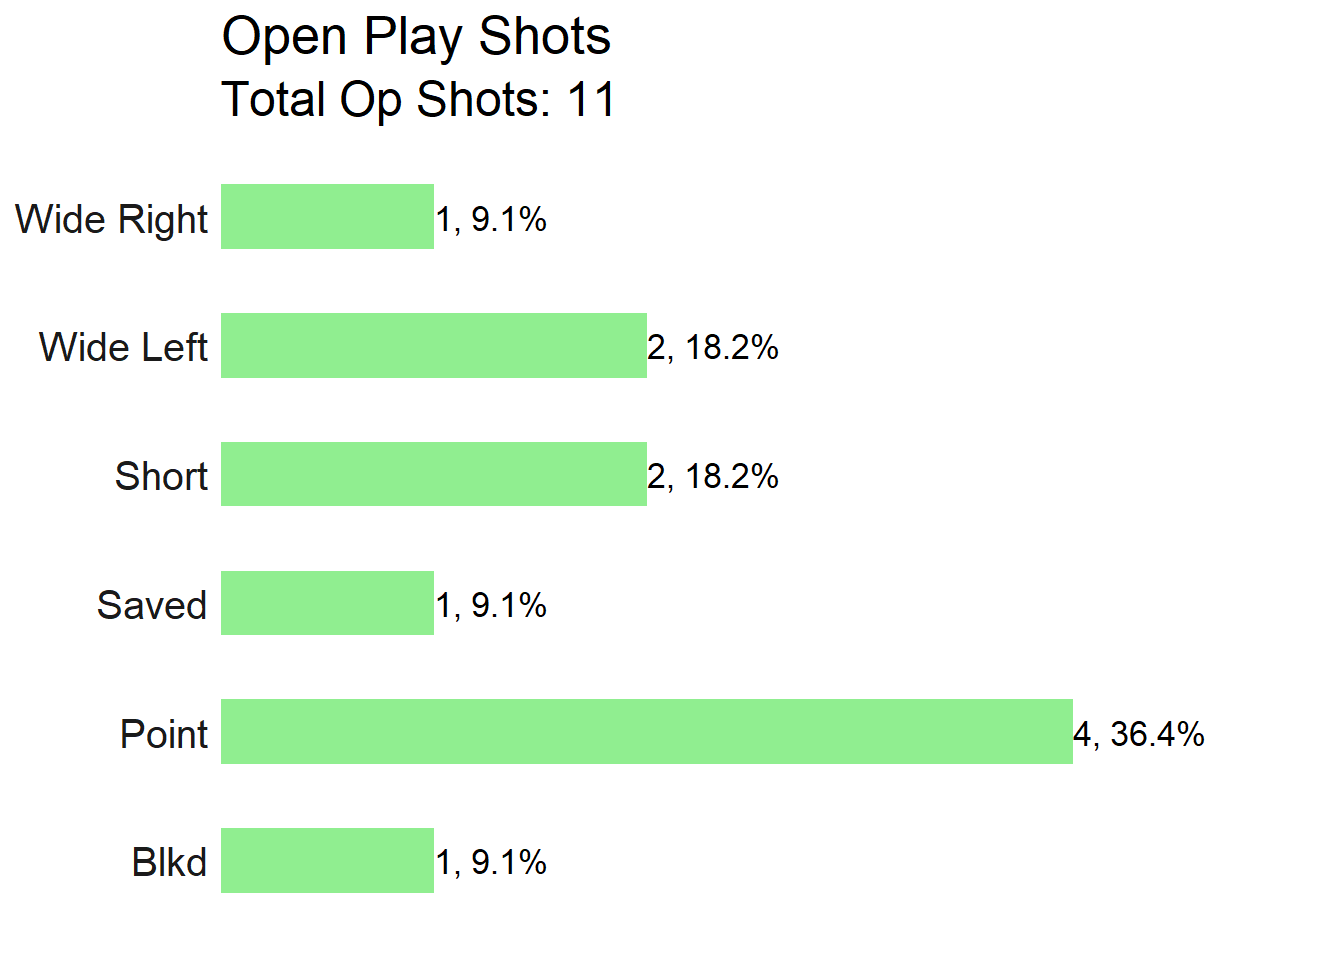 Open Play Shots
Total Op Shots: 11
Wide Right 1, 9.1%
Wide Left 2, 18.2%
Short 2, 18.2%
Saved 1, 9.1%
Point 4, 36.4%
Blkd 1, 9.1%